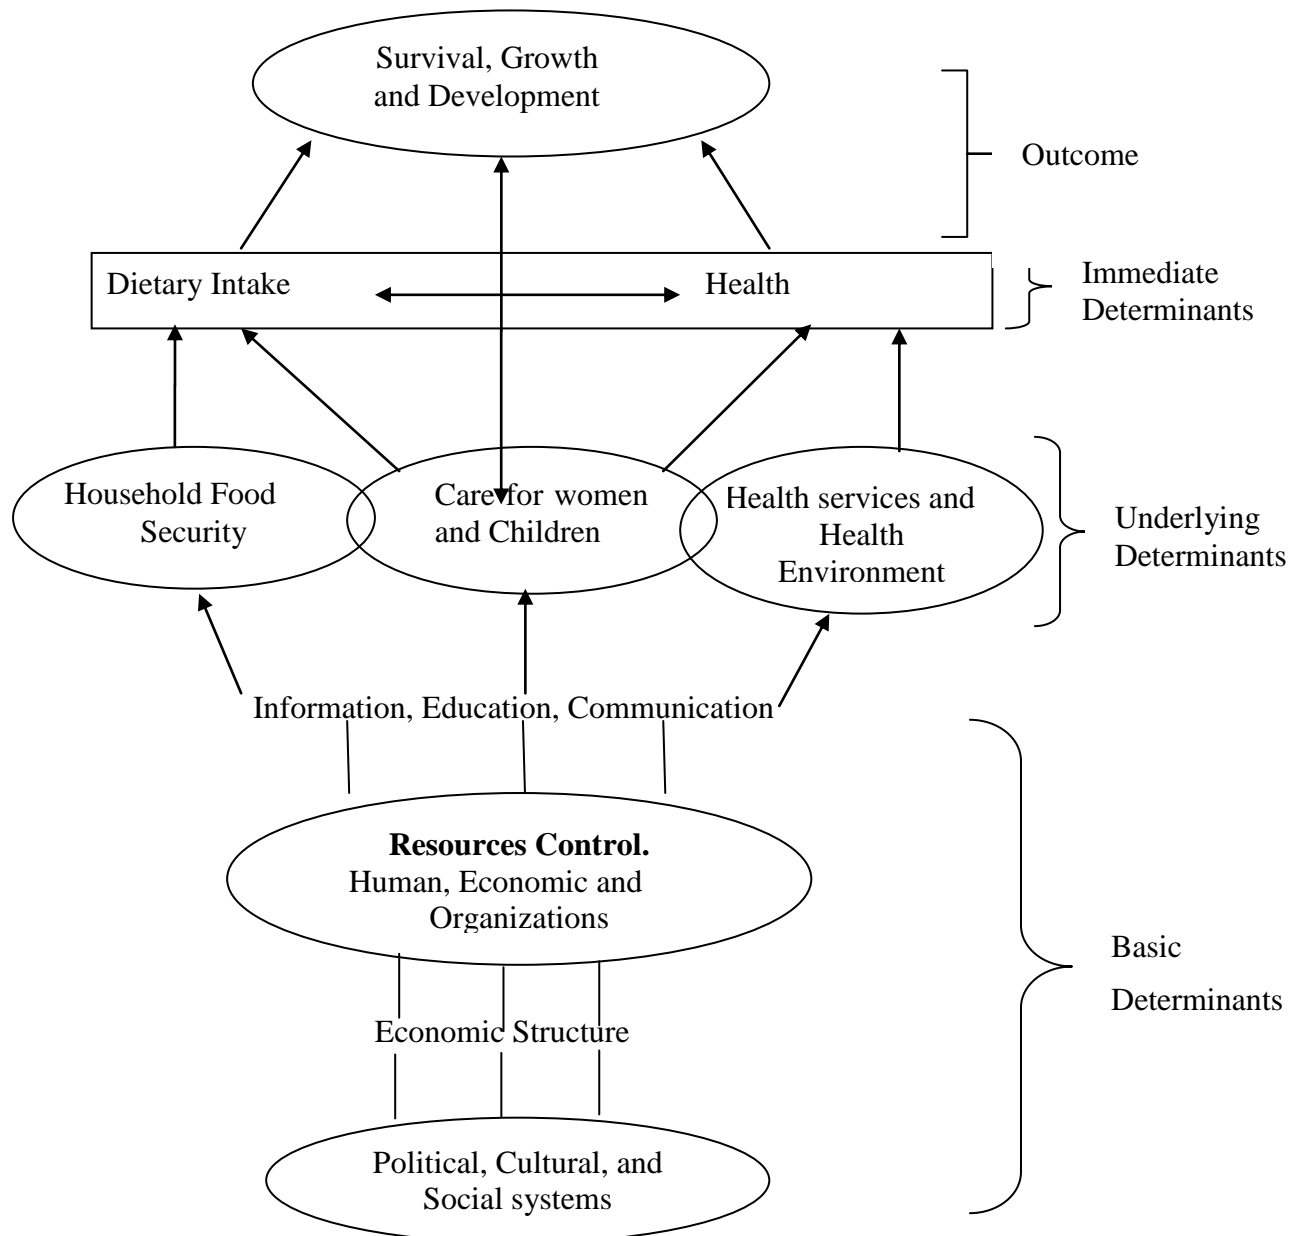 Survival, Growth
and Development
Outcome
Dietary Intake
Health
Immediate
Determinants
Household Food
Security
Care for women
and Children
Health services and
Health
Environment
Underlying
Determinants
Information, Education, Communication
Resources Control.
Human, Economic and
Organizations
Basic
Determinants
Economic Structure
Political, Cultural, and
Social systems